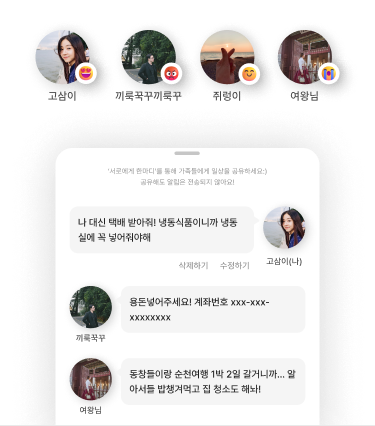 고삼이
끼룩꾹꾸끼룩꾸
쥐렁이
여왕님
'서로에게 한마디'를 통해 가족들에게 일상을 공유하세요:)
공유해도 알림은 전송되지 않아요!
나 대신 택배 받아줘! 냉동식품이니까 냉동
실에 꼭 넣어줘야해
고삼이(나)
삭제하기 수정하기
용돈넣어주세요! 계좌번호 xxx-xxx-
xxxxxxxx
끼룩꾹꾸
동창들이랑 순천여행 1박 2일 갈거니까... 알
아서들 밥챙겨먹고 집 청소도 해놔!
여왕님